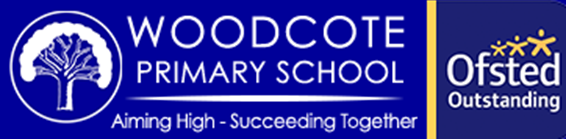 WOODCOTE
PRIMARY SCHOOL
Aiming High - Succeeding Together
Ofsted
Outstanding